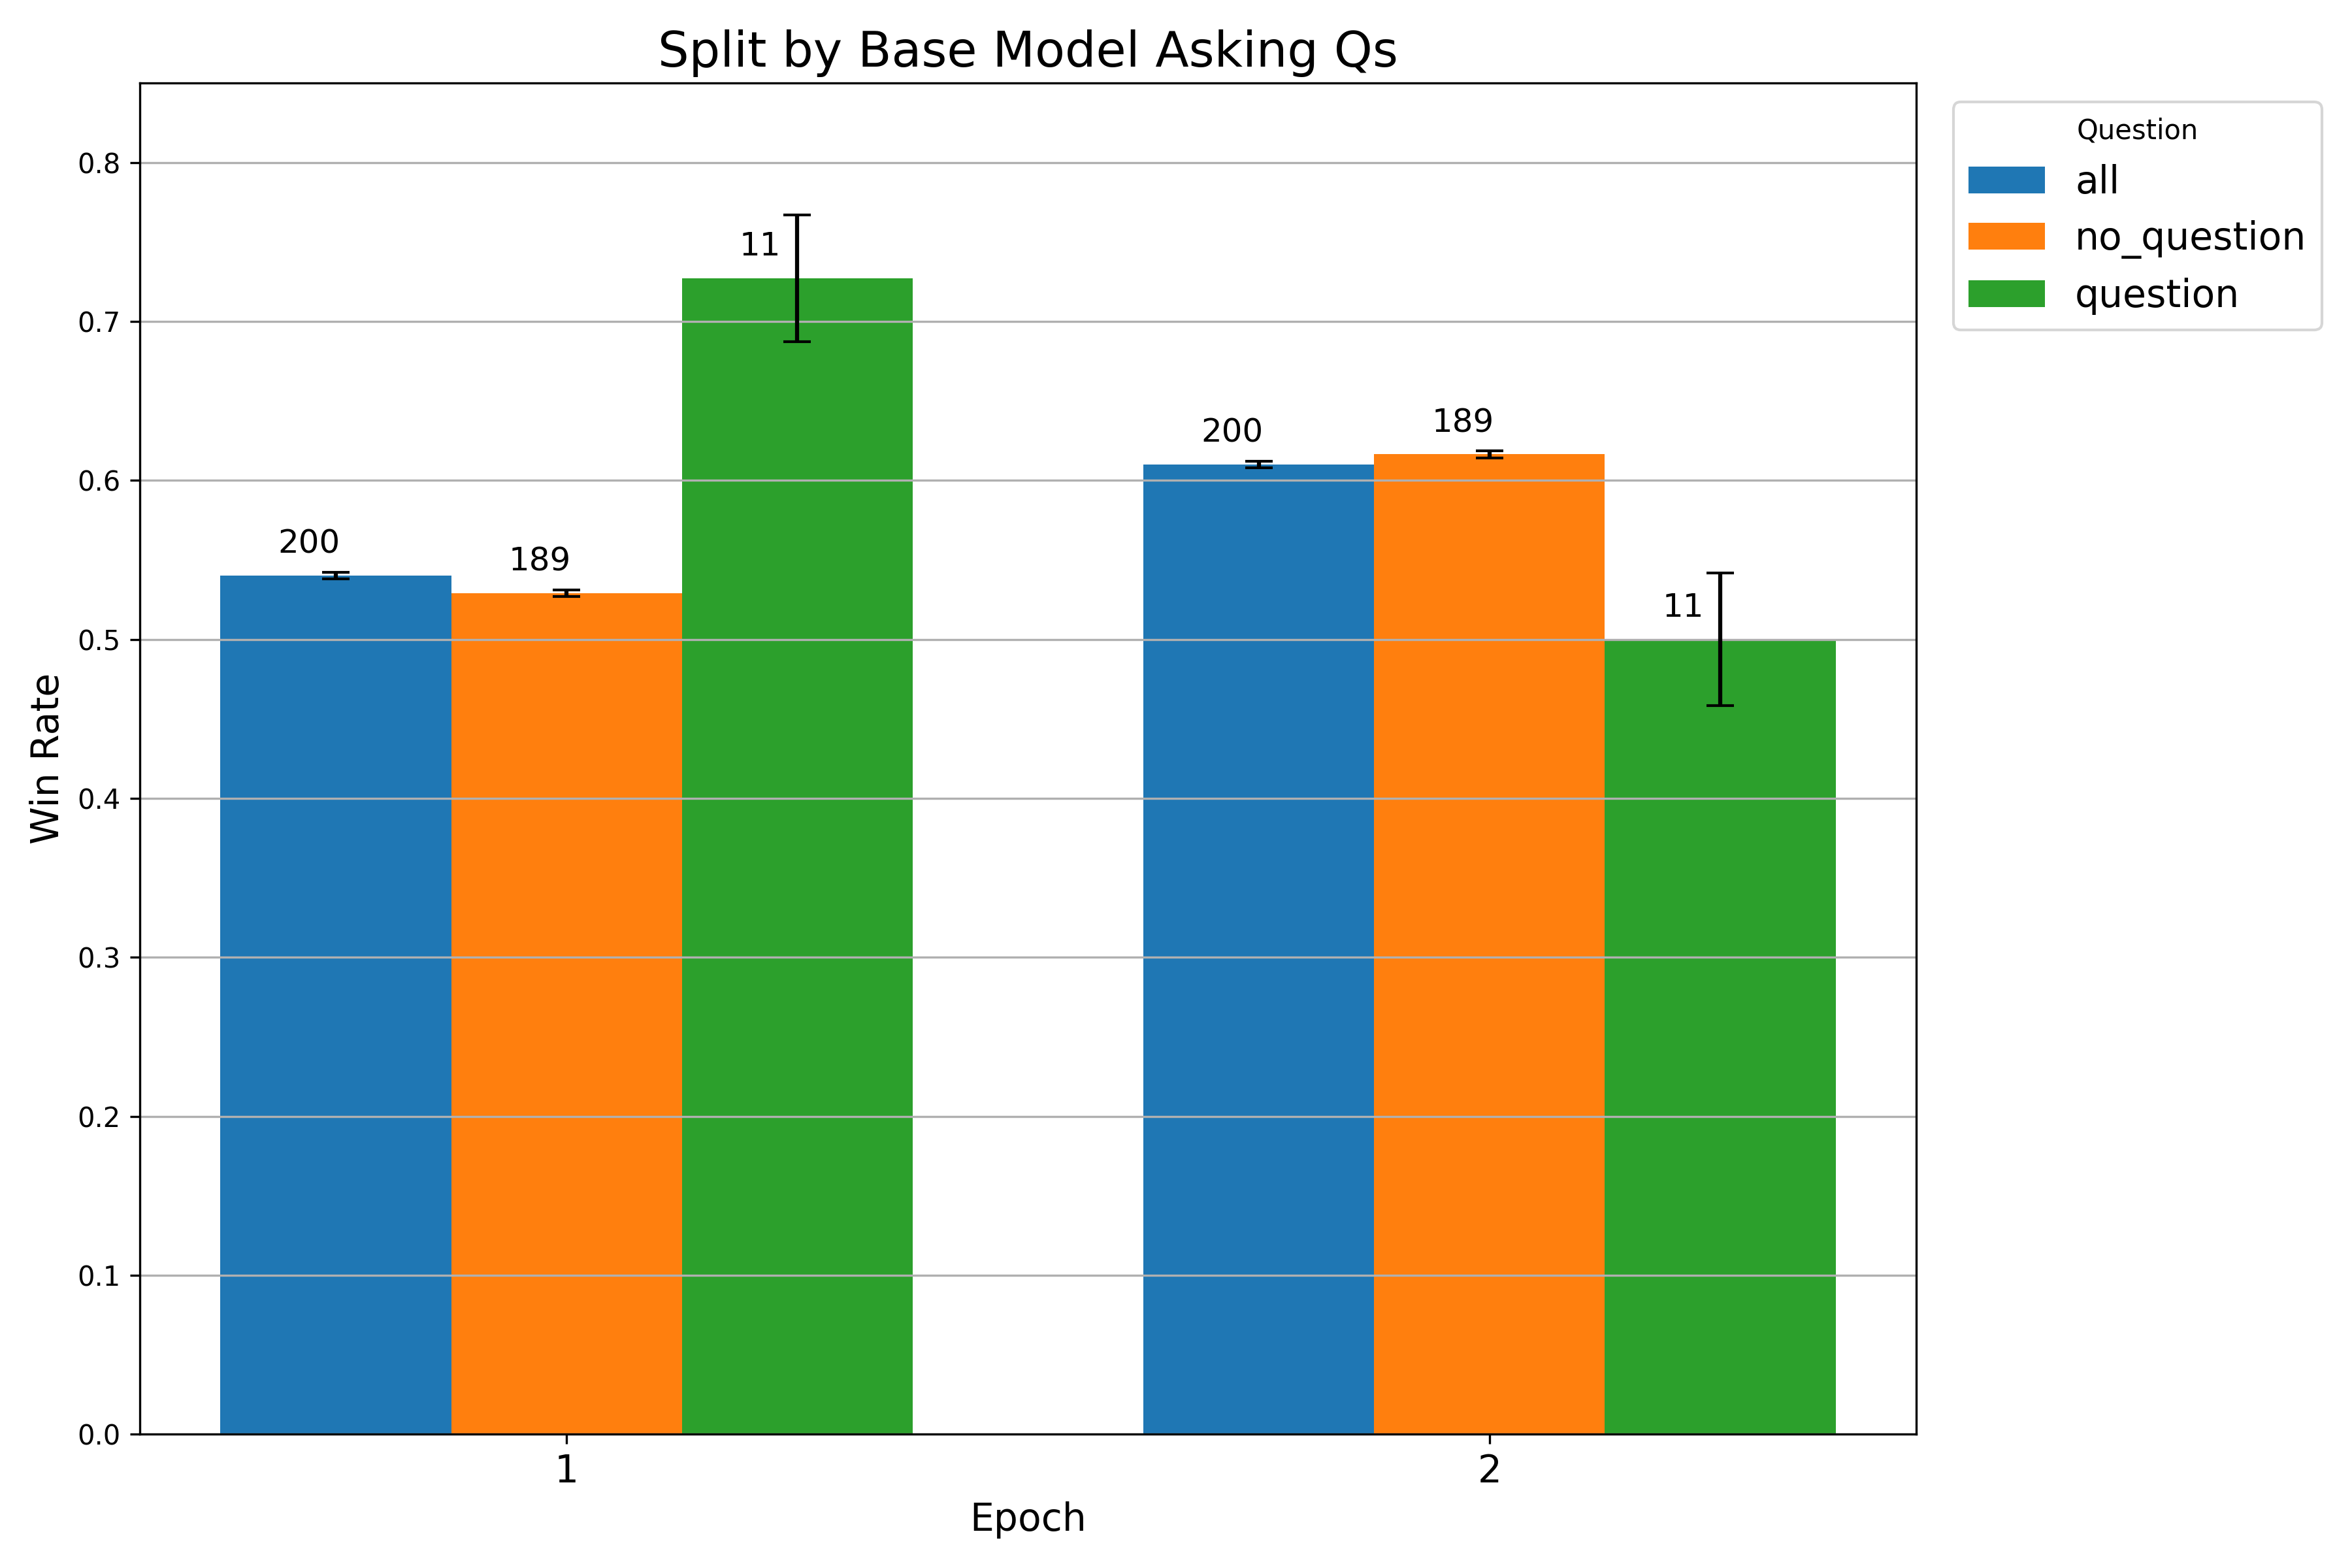 Split by Base Model Asking Qs
Question
all
no_question
question
0.8
0.7
0.6
0.5
0.4
0.3
0.2
0.1
0.0
Win Rate
200
189
11
200
189
11
1
2
Epoch